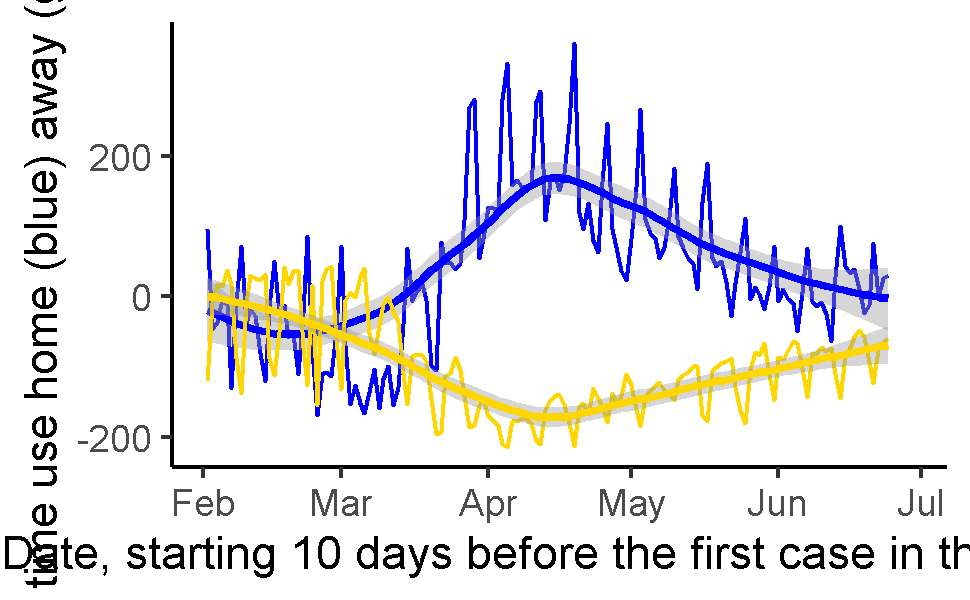 time use home (blue) away (
200
0
-200
Feb Mar Apr May Jun Jul
Date, starting 10 days before the first case in th